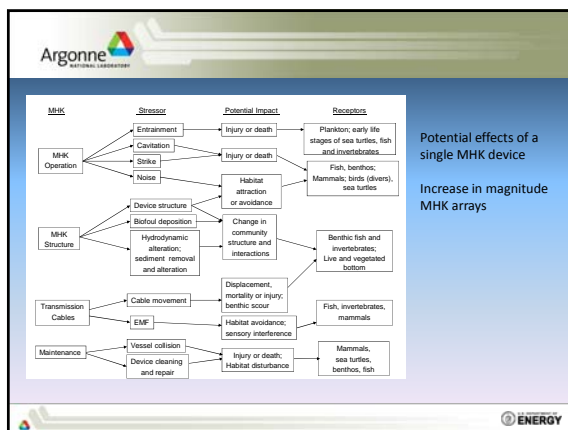 Argonne
NATIONAL LABORATORY
MHK
Stressor
Potential Impact
Receptors
MHK
Operation
Entrainment
Cavitation
Strike
Noise
Injury or death
Injury or death
Habitat
attraction
or avoidance
Plankton; early life
stages of sea turtles, fish
and invertebrates
Fish, benthos;
Mammals; birds (divers),
sea turtles
MHK
Structure
Device structure
Biofoul deposition
Hydrodynamic
alteration;
sediment removal
and alteration
Change in
community
structure and
interactions
Benthic fish and
invertebrates;
Live and vegetated
bottom
Transmission
Cables
Cable movement
EMF
Displacement,
mortality or injury;
benthic scour
Habitat avoidance;
sensory interference
Fish, invertebrates,
mammals
Maintenance
Vessel collision
Device cleaning
and repair
Injury or death;
Habitat disturbance
Mammals,
sea turtles,
benthos, fish
Potential effects of a
single MHK device
Increase in magnitude
MHK arrays
U.S. DEPARTMENT OF
ENERGY